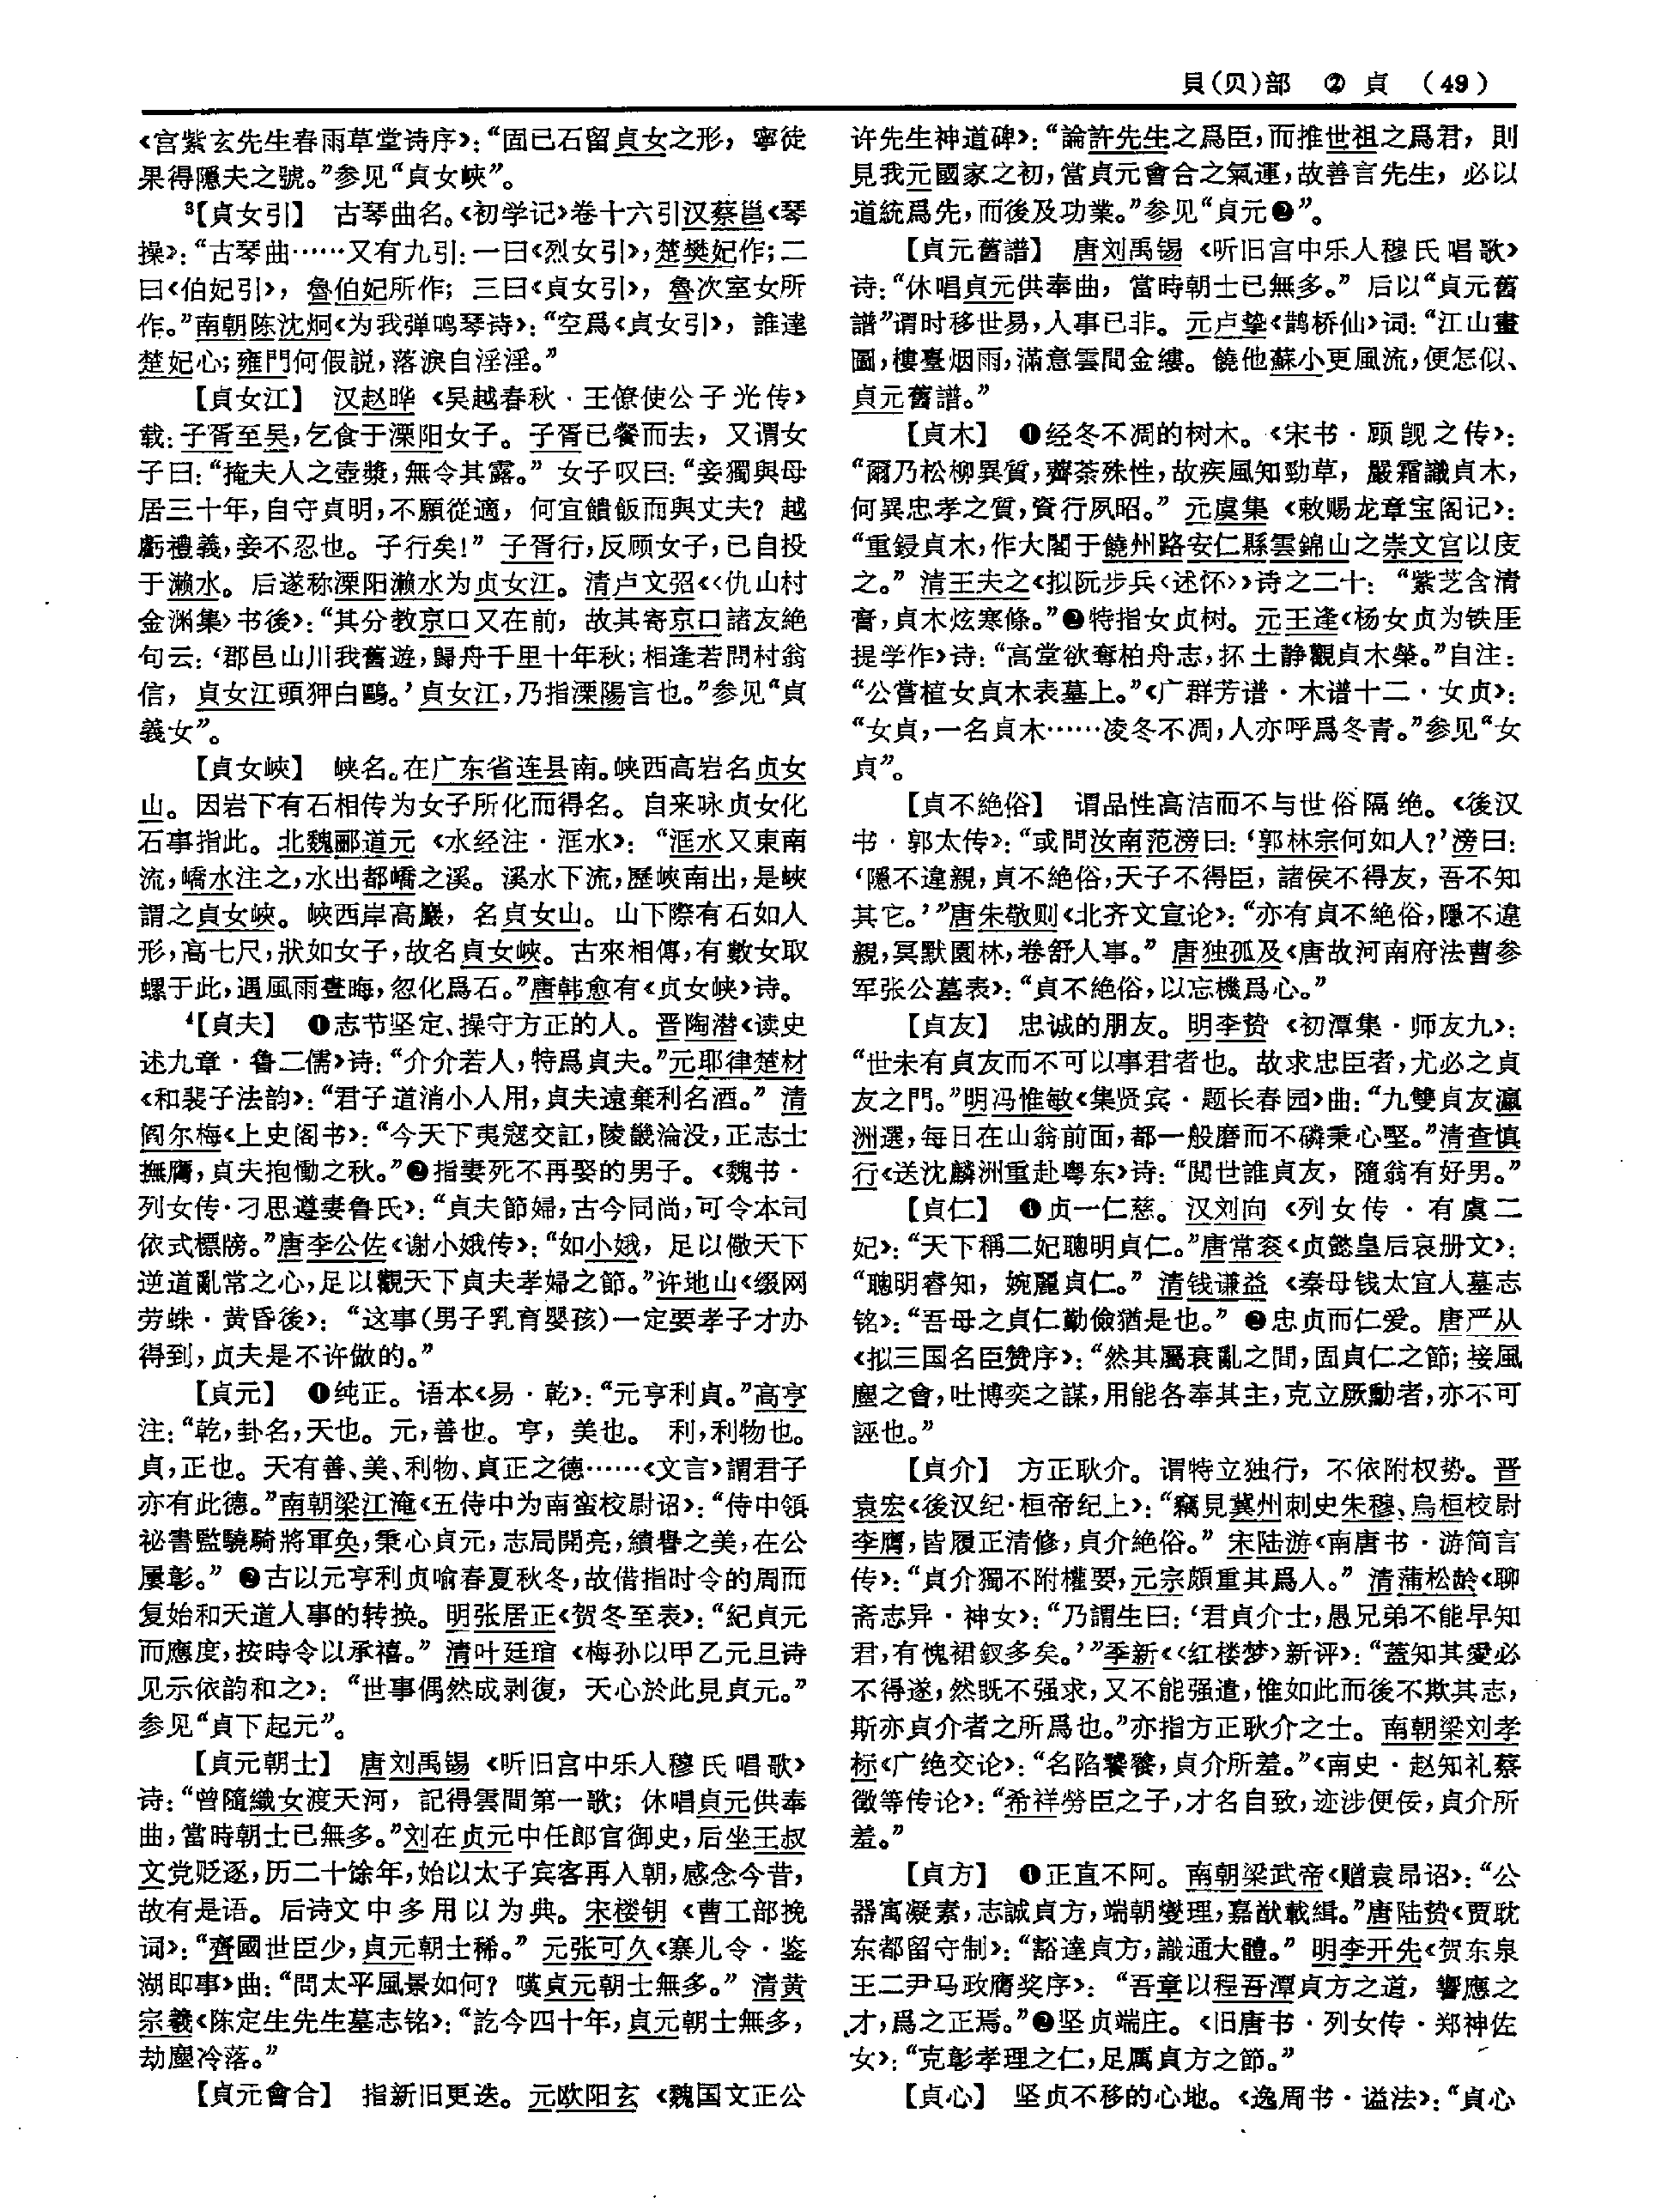 貝(贝)部 ② 貞 (49)
《宫紫玄先生春雨草堂诗序》：“固已石留貞女之形，寧徒
果得隱夫之號。”参见“貞女峽”。
³【貞女引】 古琴曲名。《初学记》卷十六引汉蔡邕《琴
操》：“古琴曲……又有九引：一曰《烈女引》，楚樊妃作；二
曰《伯妃引》，魯伯妃所作；三曰《貞女引》，魯次室女所
作。”南朝陈沈炯《为我弹鸣琴诗》：“空爲《貞女引》，誰達
楚妃心；雍門何假説，落淚自淫淫。”
【貞女江】 汉赵晔《吴越春秋·王僚使公子光传》
载：子胥至吴，乞食于溧阳女子。子胥已餐而去，又谓女
子曰：“掩夫人之壺漿，無令其露。”女子叹曰：“妾獨與母
居三十年，自守貞明，不願從適，何宜饋飯而與丈夫？越
虧禮義，妾不忍也。子行矣！”子胥行，反顾女子，已自投
于濑水。后遂称溧阳濑水为贞女江。清卢文弨《〈仇山村
金渊集〉书後》：“其分教京口又在前，故其寄京口諸友絶
句云：‘郡邑山川我舊遊，歸舟千里十年秋；相逢若問村翁
信，貞女江頭狎白鷗。’貞女江，乃指溧陽言也。”参见“貞
義女”。
【貞女峽】 峡名。在广东省连县南。峡西高岩名贞女
山。因岩下有石相传为女子所化而得名。自来咏贞女化
石事指此。北魏郦道元《水经注·洭水》：“洭水又東南
流，嶠水注之，水出都嶠之溪。溪水下流，歷峽南出，是峽
謂之貞女峽。峽西岸高巖，名貞女山。山下際有石如人
形，高七尺，狀如女子，故名貞女峽。古來相傳，有數女取
螺于此，遇風雨晝晦，忽化爲石。”唐韩愈有《贞女峡》诗。
⁴【貞夫】 ❶志节坚定、操守方正的人。晋陶潜《读史
述九章·鲁二儒》诗：“介介若人，特爲貞夫。”元耶律楚材
《和裴子法韵》：“君子道消小人用，貞夫遠棄利名酒。”清
阎尔梅《上史阁书》：“今天下夷寇交訌，陵畿淪没，正志士
撫膺，貞夫抱慟之秋。”❷指妻死不再娶的男子。《魏书·
列女传·刁思遵妻鲁氏》：“貞夫節婦，古今同尚，可令本司
依式標牓。”唐李公佐《谢小娥传》：“如小娥，足以儆天下
逆道亂常之心，足以觀天下貞夫孝婦之節。”许地山《缀网
劳蛛·黄昏後》：“这事(男子乳育婴孩)一定要孝子才办
得到，贞夫是不许做的。”
【貞元】 ❶纯正。语本《易·乾》：“元亨利貞。”高亨
注：“乾，卦名，天也。元，善也。亨，美也。利，利物也。
貞，正也。天有善、美、利物、貞正之德……《文言》謂君子
亦有此德。”南朝梁江淹《五侍中为南蛮校尉诏》：“侍中領
祕書監驍騎將軍奂，秉心貞元，志局開亮，績譽之美，在公
屢彰。”❷古以元亨利贞喻春夏秋冬，故借指时令的周而
复始和天道人事的转换。明张居正《贺冬至表》：“紀貞元
而應度，按時令以承禧。”清叶廷琯《梅孙以甲乙元旦诗
见示依韵和之》：“世事偶然成剥復，天心於此見貞元。”
参见“貞下起元”。
【貞元朝士】 唐刘禹锡《听旧宫中乐人穆氏唱歌》
诗：“曾隨織女渡天河，記得雲間第一歌；休唱貞元供奉
曲，當時朝士已無多。”刘在贞元中任郎官御史，后坐王叔
文党贬逐，历二十馀年，始以太子宾客再入朝，感念今昔，
故有是语。后诗文中多用以为典。宋楼钥《曹工部挽
词》：“齊國世臣少，貞元朝士稀。”元张可久《寨儿令·鉴
湖即事》曲：“問太平風景如何？嘆貞元朝士無多。”清黄
宗羲《陈定生先生墓志铭》：“訖今四十年，貞元朝士無多，
劫塵冷落。”
【貞元會合】 指新旧更迭。元欧阳玄《魏国文正公
许先生神道碑》：“論許先生之爲臣，而推世祖之爲君，則
見我元國家之初，當貞元會合之氣運，故善言先生，必以
道統爲先，而後及功業。”参见“貞元❷”。
【貞元舊譜】 唐刘禹锡《听旧宫中乐人穆氏唱歌》
诗：“休唱貞元供奉曲，當時朝士已無多。”后以“貞元舊
譜”谓时移世易，人事已非。元卢挚《鹊桥仙》词：“江山畫
圖，樓臺烟雨，滿意雲間金縷。饒他蘇小更風流，便怎似、
貞元舊譜。”
【貞木】 ❶经冬不凋的树木。《宋书·顾觊之传》：
“爾乃松柳異質，薺荼殊性，故疾風知勁草，嚴霜識貞木，
何異忠孝之質，資行夙昭。”元虞集《敕赐龙章宝阁记》：
“重鋟貞木，作大閣于饒州路安仁縣雲錦山之崇文宫以庋
之。”清王夫之《拟阮步兵〈述怀〉》诗之二十：“紫芝含清
膏，貞木炫寒條。”❷特指女贞树。元王逢《杨女贞为铁厓
提学作》诗：“高堂欲奪柏舟志，抔土静觀貞木榮。”自注：
“公嘗植女貞木表墓上。”《广群芳谱·木谱十二·女贞》：
“女貞，一名貞木……凌冬不凋，人亦呼爲冬青。”参见“女
貞”。
【貞不絶俗】 谓品性高洁而不与世俗隔绝。《後汉
书·郭太传》：“或問汝南范滂曰：‘郭林宗何如人？’滂曰：
‘隱不違親，貞不絶俗，天子不得臣，諸侯不得友，吾不知
其它。’”唐朱敬则《北齐文宣论》：“亦有貞不絶俗，隱不違
親，冥默園林，卷舒人事。”唐独孤及《唐故河南府法曹参
军张公墓表》：“貞不絶俗，以忘機爲心。”
【貞友】 忠诚的朋友。明李贽《初潭集·师友九》：
“世未有貞友而不可以事君者也。故求忠臣者，尤必之貞
友之門。”明冯惟敏《集贤宾·题长春园》曲：“九雙貞友瀛
洲選，每日在山翁前面，都一般磨而不磷秉心堅。”清查慎
行《送沈麟洲重赴粤东》诗：“閲世誰貞友，隨翁有好男。”
【貞仁】 ❶贞一仁慈。汉刘向《列女传·有虞二
妃》：“天下稱二妃聰明貞仁。”唐常衮《贞懿皇后哀册文》：
“聰明睿知，婉麗貞仁。”清钱谦益《秦母钱太宜人墓志
铭》：“吾母之貞仁勤儉猶是也。”❷忠贞而仁爱。唐严从
《拟三国名臣赞序》：“然其屬衰亂之間，固貞仁之節；接風
塵之會，吐博奕之謀，用能各奉其主，克立厥勳者，亦不可
誣也。”
【貞介】 方正耿介。谓特立独行，不依附权势。晋
袁宏《後汉纪·桓帝纪上》：“竊見冀州刺史朱穆、烏桓校尉
李膺，皆履正清修，貞介絶俗。”宋陆游《南唐书·游简言
传》：“貞介獨不附權要，元宗頗重其爲人。”清蒲松龄《聊
斋志异·神女》：“乃謂生曰：‘君貞介士，愚兄弟不能早知
君，有愧裙釵多矣。’”季新《〈红楼梦〉新评》：“蓋知其愛必
不得遂，然既不强求，又不能强遣，惟如此而後不欺其志，
斯亦貞介者之所爲也。”亦指方正耿介之士。南朝梁刘孝
标《广绝交论》：“名陷饕餮，貞介所羞。”《南史·赵知礼蔡
徵等传论》：“希祥勞臣之子，才名自致，迹涉便佞，貞介所
羞。”
【貞方】 ❶正直不阿。南朝梁武帝《赠袁昂诏》：“公
器寓凝素，志誠貞方，端朝燮理，嘉猷載緝。”唐陆贽《贾耽
东都留守制》：“豁達貞方，識通大體。”明李开先《贺东泉
王二尹马政膺奖序》：“吾章以程吾潭貞方之道，響應之
才，爲之正焉。”❷坚贞端庄。《旧唐书·列女传·郑神佐
女》：“克彰孝理之仁，足厲貞方之節。”
【貞心】 坚贞不移的心地。《逸周书·谥法》：“貞心